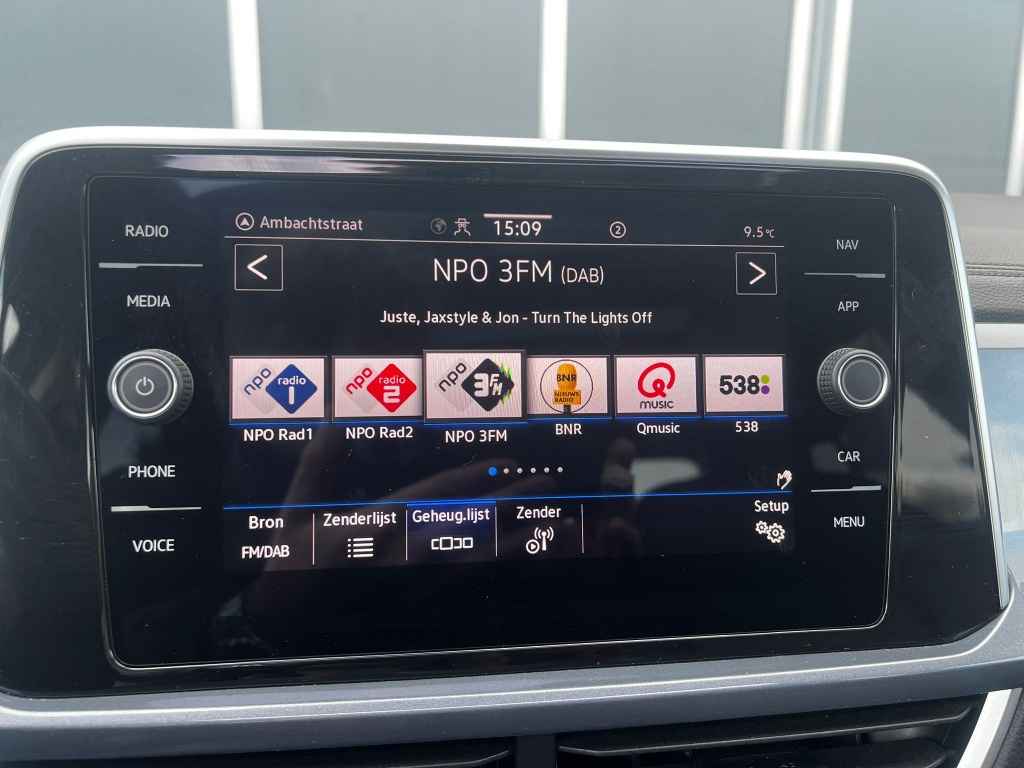 RADIO
MEDIA
PHONE
VOICE
Ambachtstraat
15:09
2
9.5°C
NPO 3FM (DAB)
Juste, Jaxstyle & Jon - Turn The Lights Off
npo radio 1
npo radio 2
npo 3FM
BNR NIEUWS RADIO
Q MUSIC
538
NPO Rad1
NPO Rad2
NPO 3FM
BNR
Qmusic
538
Bron
FM/DAB
Zenderlijst
Geheug.lijst
Zender
Setup
NAV
APP
CAR
MENU